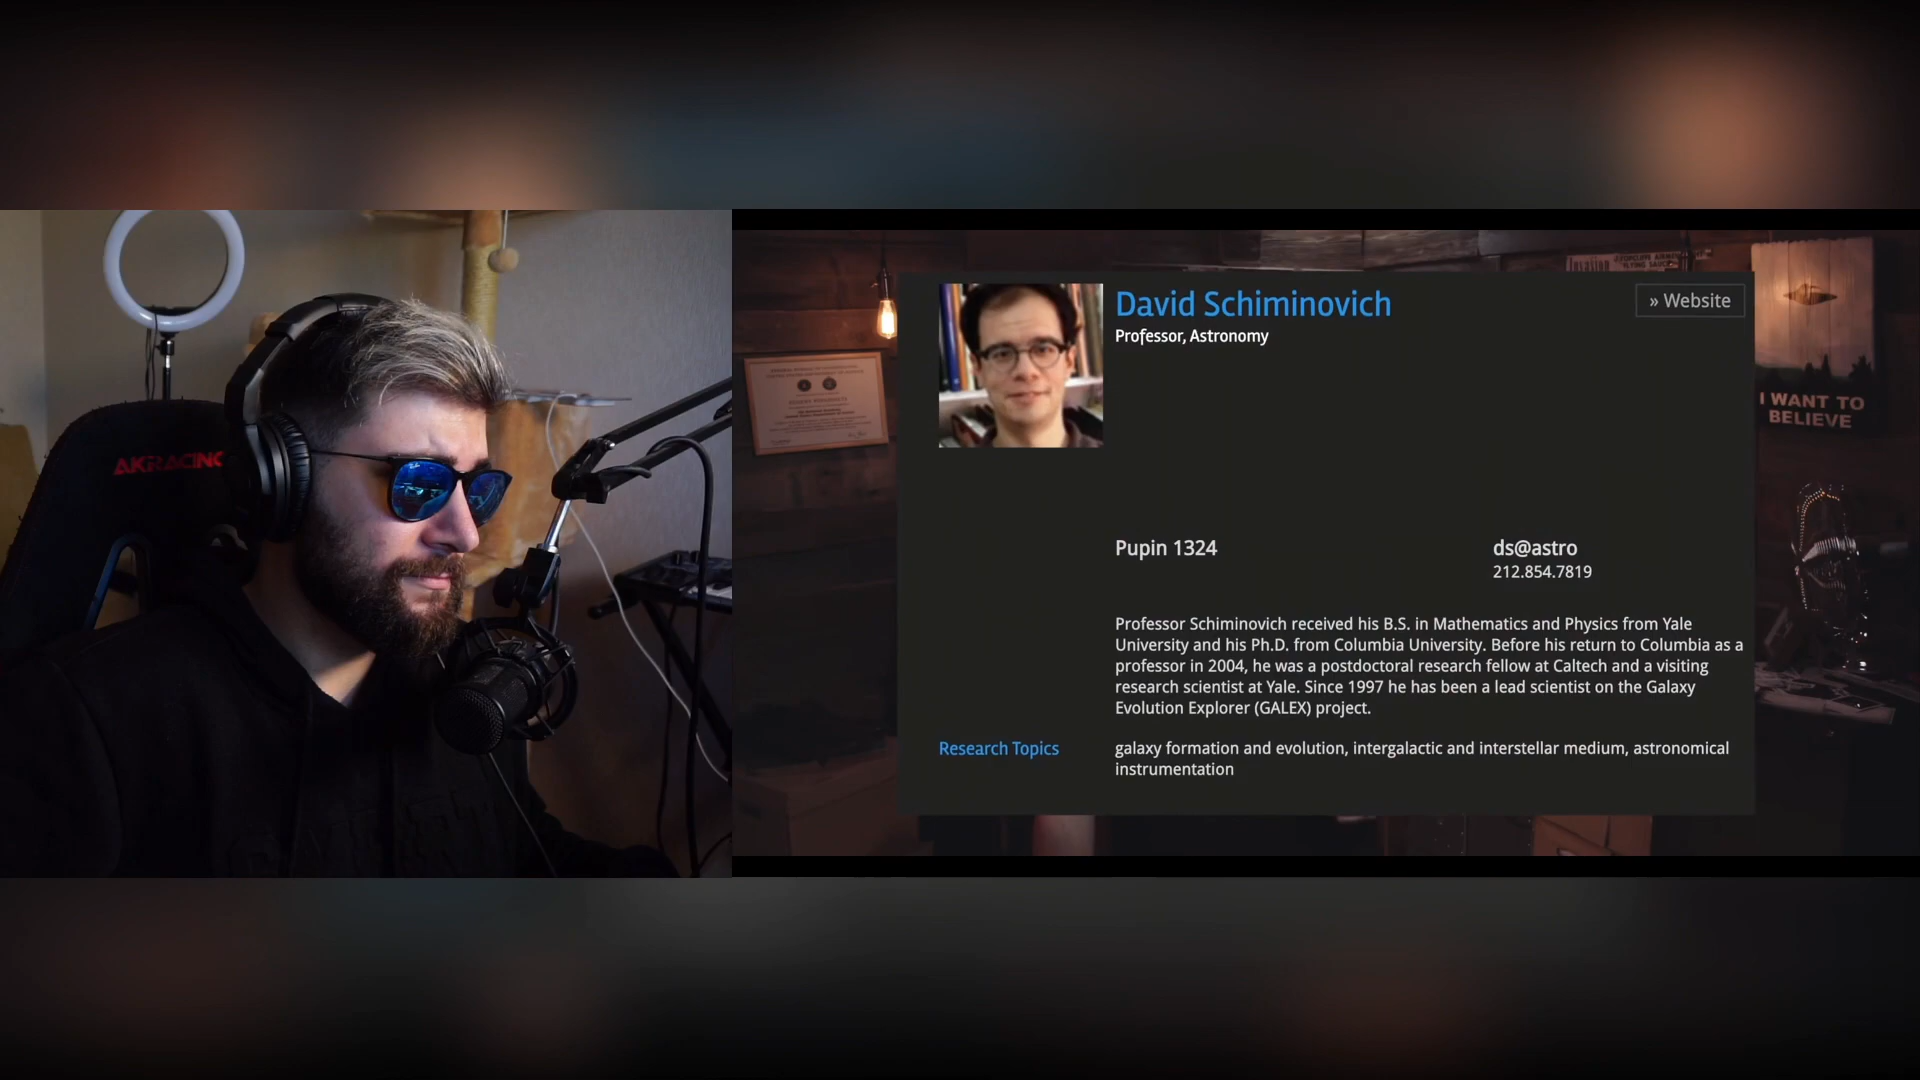 AKRACING
David Schiminovich
» Website
Professor, Astronomy
I WANT TO
BELIEVE
Pupin 1324
ds@astro
212.854.7819
Professor Schiminovich received his B.S. in Mathematics and Physics from Yale
University and his Ph.D. from Columbia University. Before his return to Columbia as a
professor in 2004, he was a postdoctoral research fellow at Caltech and a visiting
research scientist at Yale. Since 1997 he has been a lead scientist on the Galaxy
Evolution Explorer (GALEX) project.
Research Topics
galaxy formation and evolution, intergalactic and interstellar medium, astronomical
instrumentation